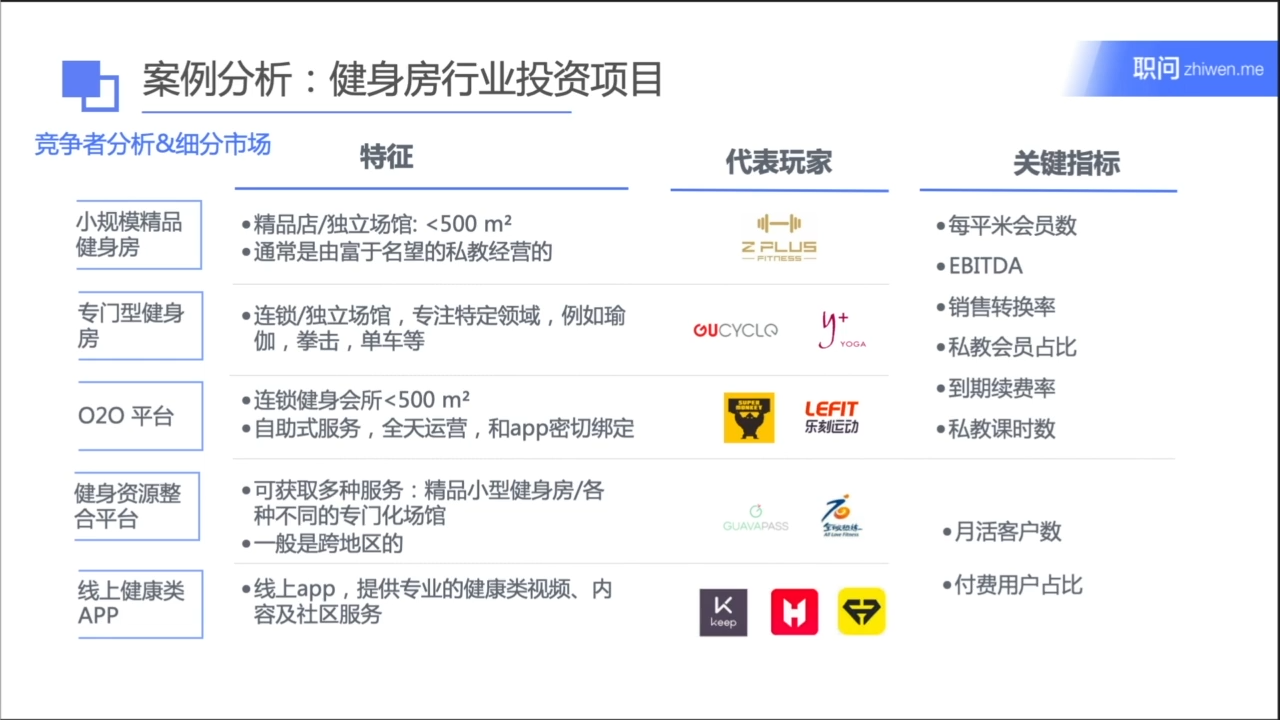 案例分析：健身房行业投资项目
职问 zhiwen.me
竞争者分析&细分市场
特征
代表玩家
关键指标
小规模精品
健身房
•精品店/独立场馆: <500 m²
•通常是由富于名望的私教经营的
Z PLUS
FITNESS
专门型健身
房
•连锁/独立场馆，专注特定领域，例如瑜
伽，拳击，单车等
GUCYCLO
y+
YOGA
O2O 平台
•连锁健身会所<500 m²
•自助式服务，全天运营，和app密切绑定
SUPER
MONKEY
LEFIT
乐刻运动
健身资源整
合平台
•可获取多种服务：精品小型健身房/各
种不同的专门化场馆
•一般是跨地区的
GUAVAPASS
All Love Fitness
线上健康类
APP
•线上app，提供专业的健康类视频、内
容及社区服务
K
keep
•每平米会员数
•EBITDA
•销售转换率
•私教会员占比
•到期续费率
•私教课时数
•月活客户数
•付费用户占比